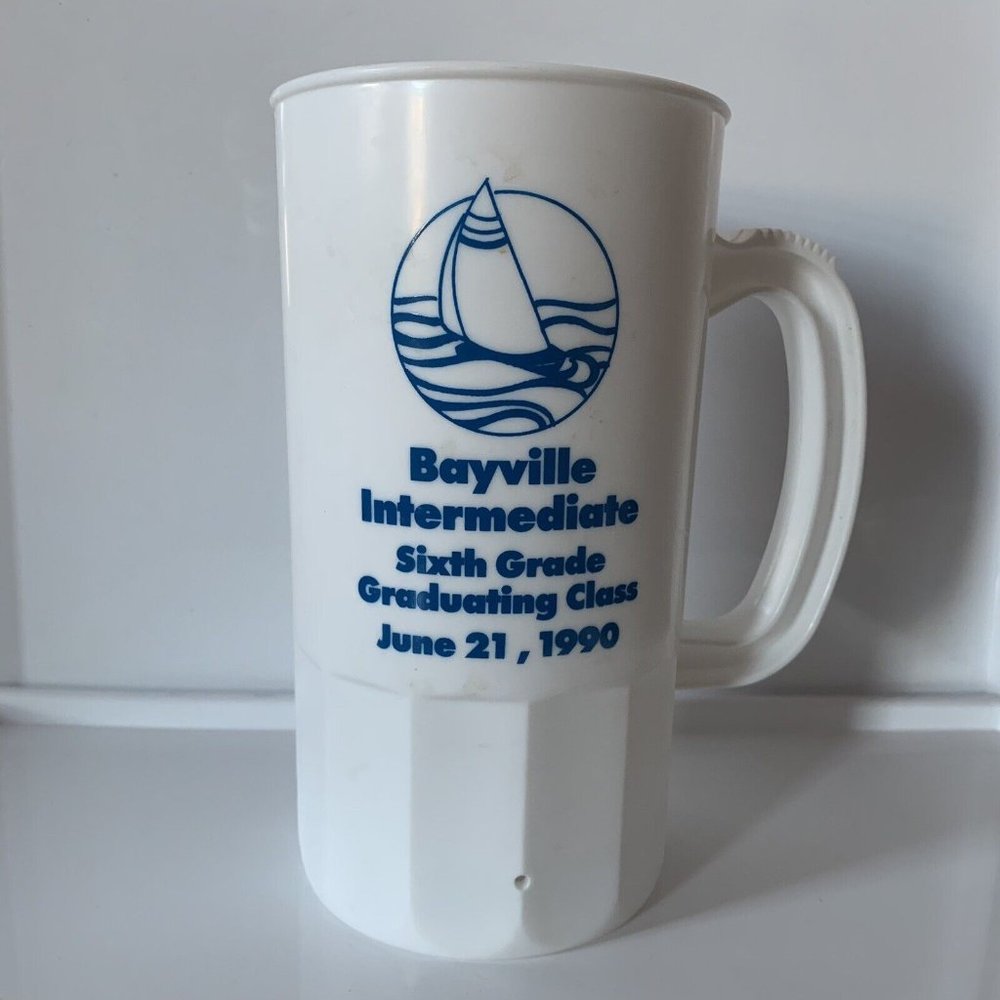 Bayville
Intermediate
Sixth Grade
Graduating Class
June 21 , 1990